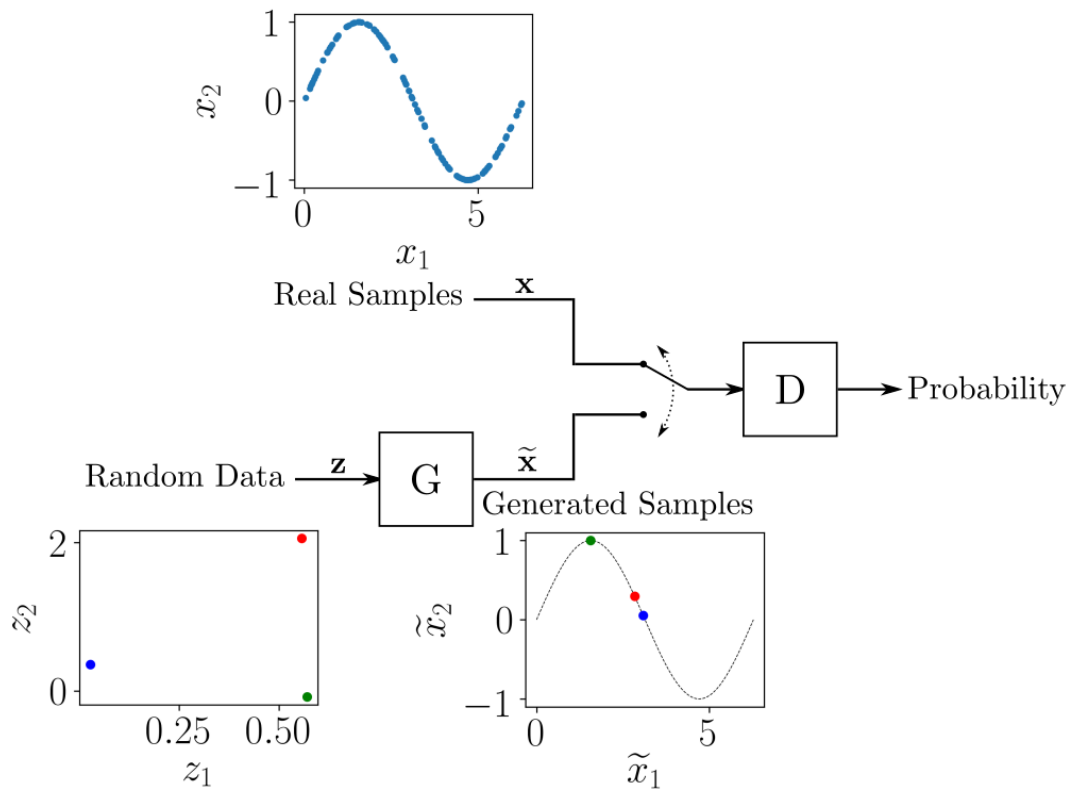 1
x₂ 0
−1
0 5
x₁
Real Samples x
D Probability
Random Data z G x̃
Generated Samples
2
z₂
0
0.25 0.50
z₁
1
x̃₂ 0
−1
0 5
x̃₁